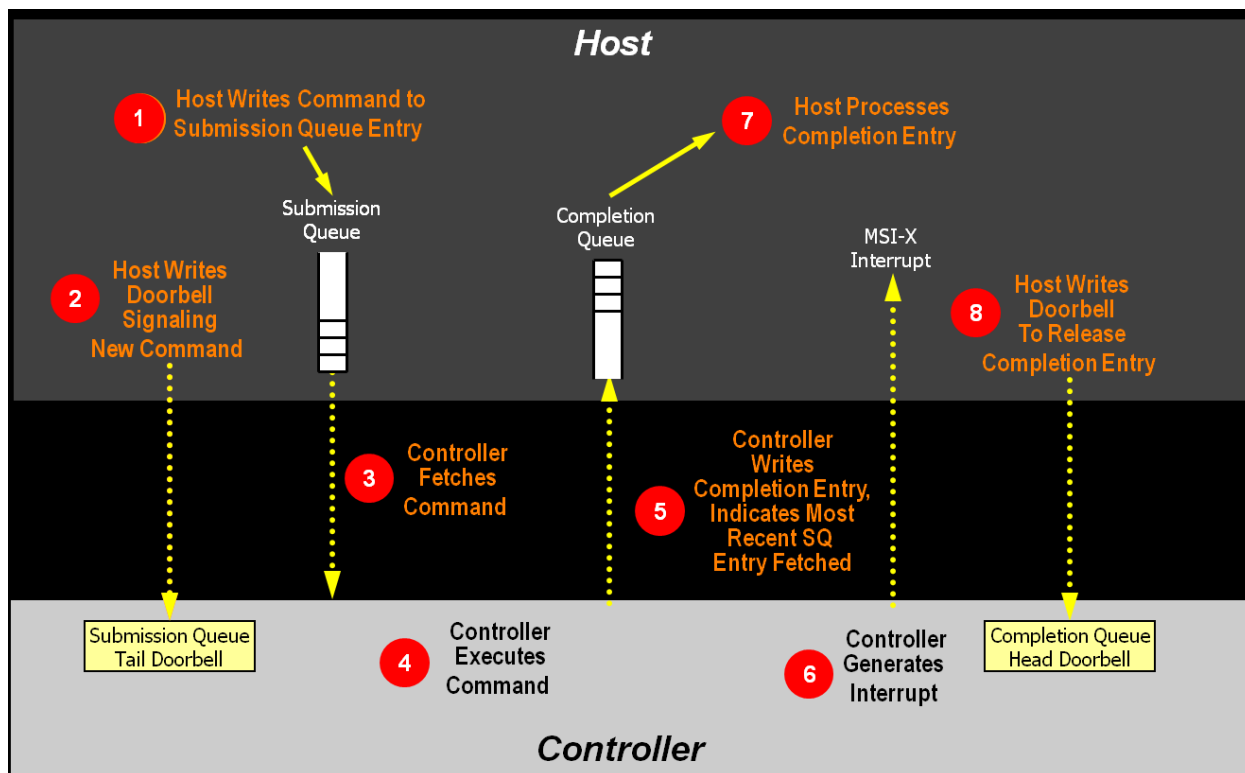 Host
1
Host Writes Command to
Submission Queue Entry
7
Host Processes
Completion Entry
Submission
Queue
Completion
Queue
MSI-X
Interrupt
2
Host Writes
Doorbell
Signaling
New Command
8
Host Writes
Doorbell
To Release
Completion Entry
3
Controller
Fetches
Command
5
Controller
Writes
Completion Entry,
Indicates Most
Recent SQ
Entry Fetched
Submission Queue
Tail Doorbell
4
Controller
Executes
Command
6
Controller
Generates
Interrupt
Completion Queue
Head Doorbell
Controller